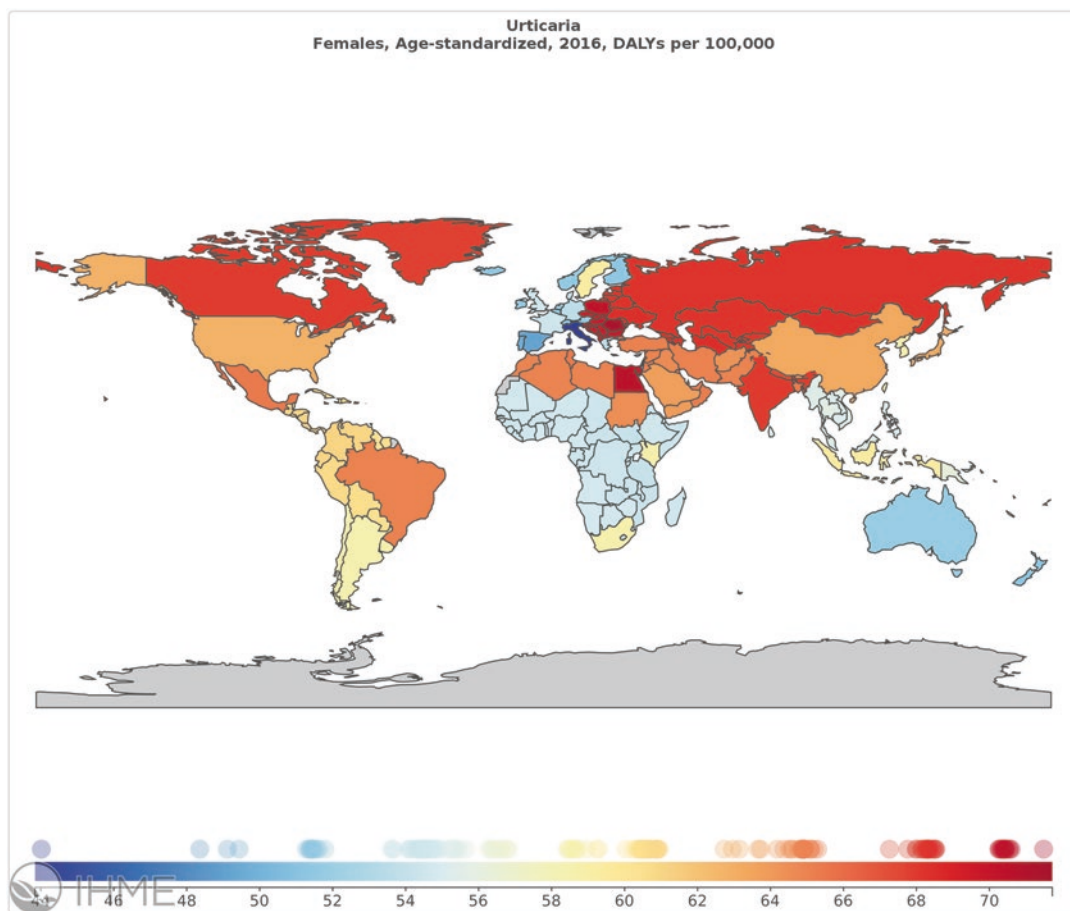 Urticaria
Females, Age-standardized, 2016, DALYs per 100,000
IHME
44 46 48 50 52 54 56 58 60 62 64 66 68 70